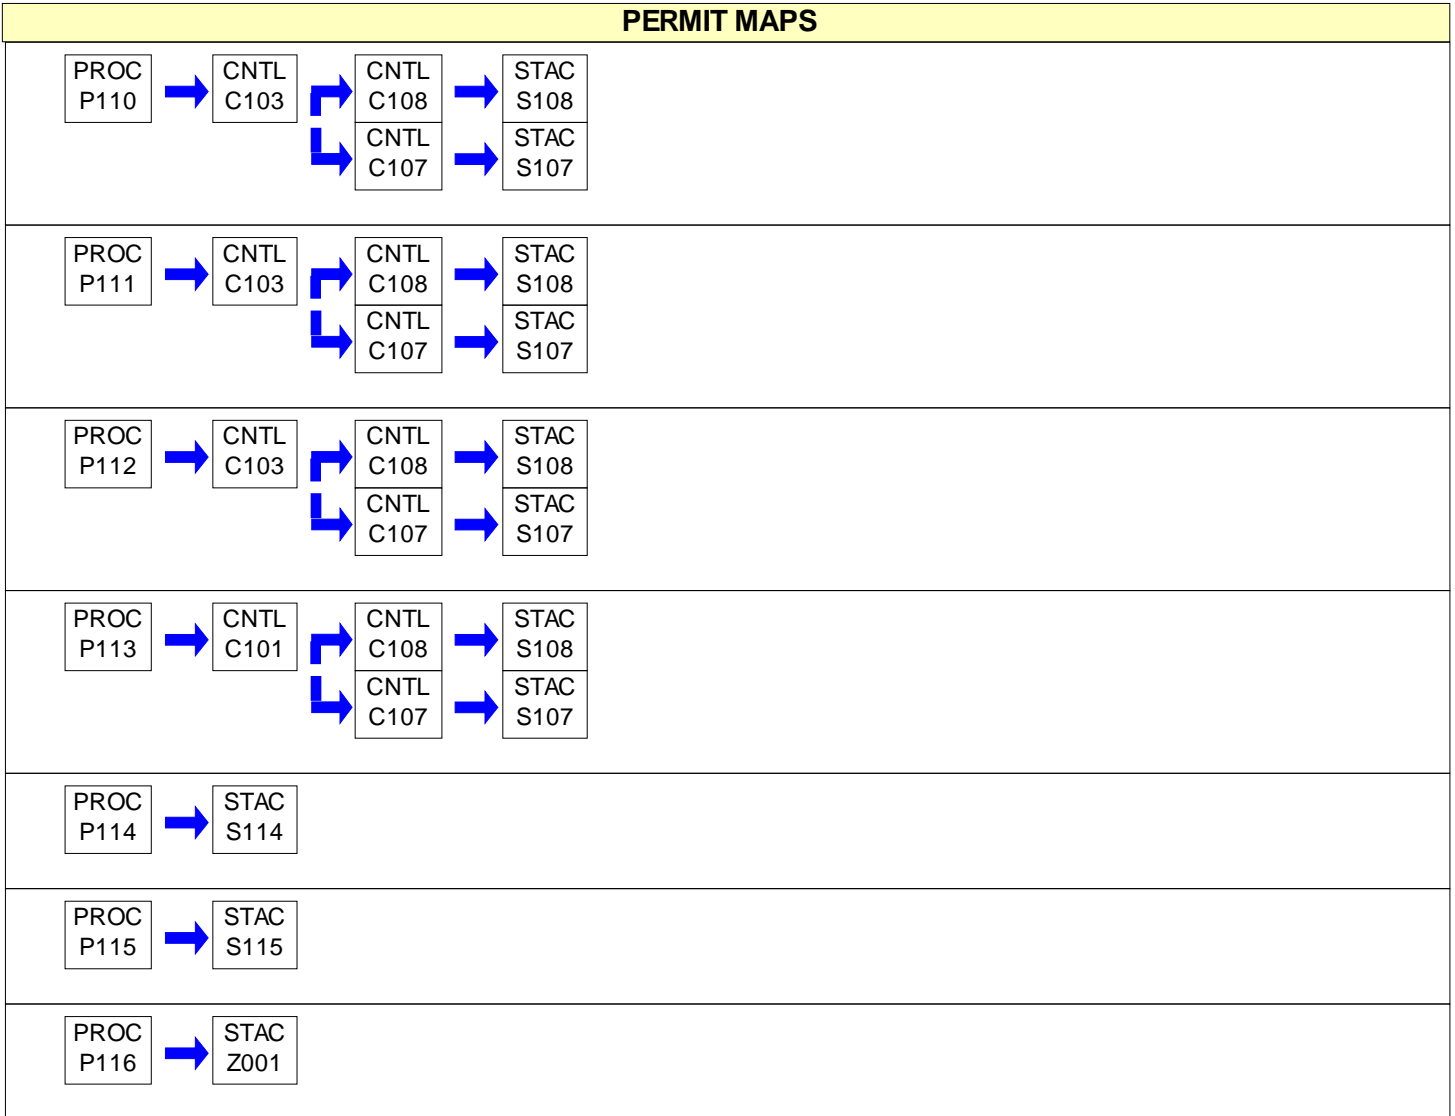 PERMIT MAPS
PROC CNTL CNTL STAC
P110 C103 C108 S108
CNTL STAC
C107 S107
PROC CNTL CNTL STAC
P111 C103 C108 S108
CNTL STAC
C107 S107
PROC CNTL CNTL STAC
P112 C103 C108 S108
CNTL STAC
C107 S107
PROC CNTL CNTL STAC
P113 C101 C108 S108
CNTL STAC
C107 S107
PROC STAC
P114 S114
PROC STAC
P115 S115
PROC STAC
P116 Z001